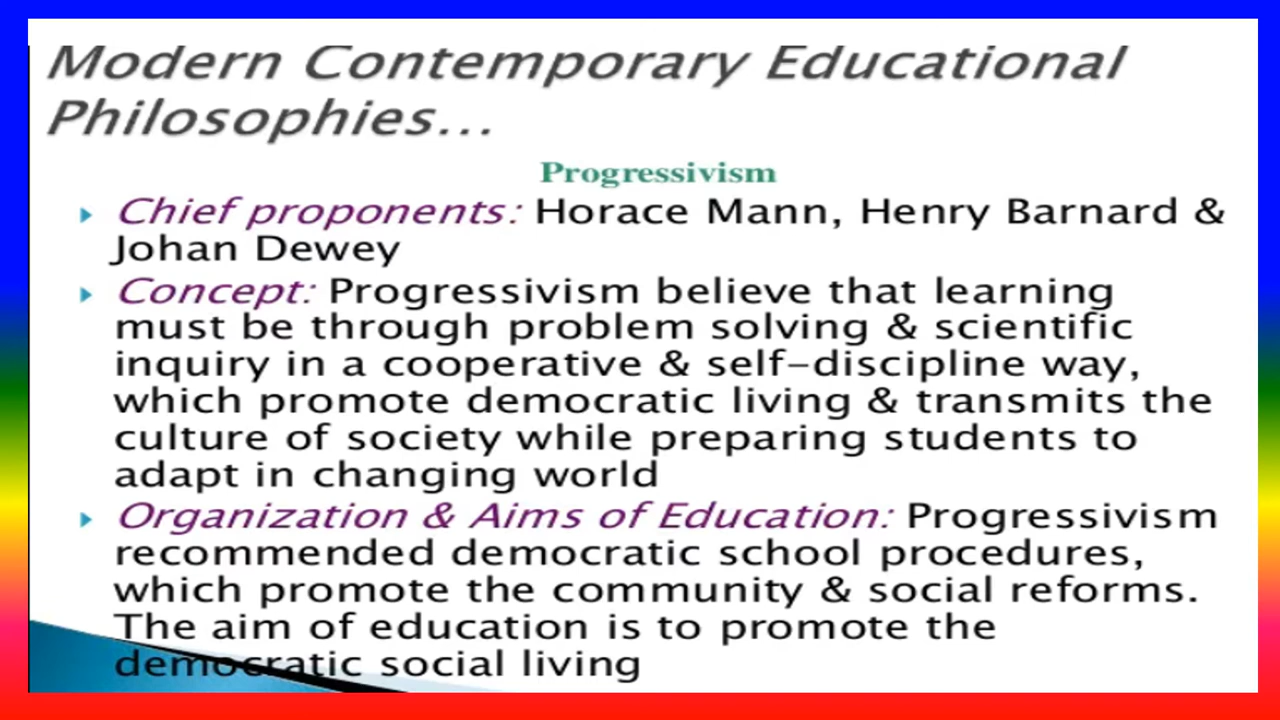 Modern Contemporary Educational
Philosophies...
Progressivism
Chief proponents: Horace Mann, Henry Barnard &
Johan Dewey
Concept: Progressivism believe that learning
must be through problem solving & scientific
inquiry in a cooperative & self-discipline way,
which promote democratic living & transmits the
culture of society while preparing students to
adapt in changing world
Organization & Aims of Education: Progressivism
recommended democratic school procedures,
which promote the community & social reforms.
The aim of education is to promote the
democratic social living